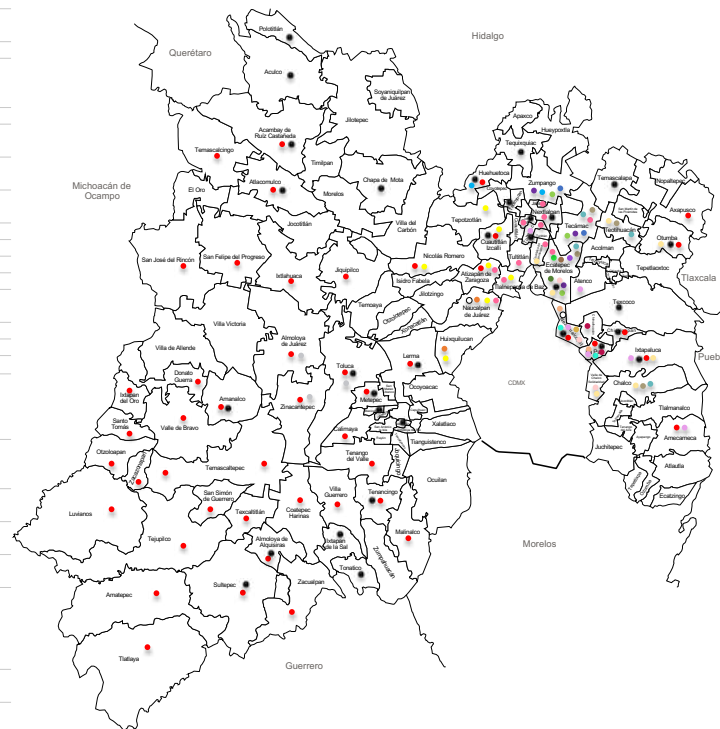 Polotitlán
Hidalgo
Querétaro
Aculco
Soyaniquilpan
de Juárez
Jilotepec
Apaxco
Hueypoxtla
Acambay de
Ruiz Castañeda
Tequixquiac
Temascalcingo
Timilpan
Huehuetoca
Zumpango
Temascalapa
Nopaltepec
Michoacán de
Ocampo
El Oro
Atlacomulco
Morelos
Chapa de Mota
Axapusco
Jocotitlán
Villa del
Carbón
Tepotzotlán
Nextlalpan
Teotihuacán
Tecámac
Otumba
Cuautitlán
Izcalli
Tultitlán
Acolman
San José del Rincón
San Felipe del Progreso
Nicolás Romero
Ecatepec
de Morelos
Tepetlaoxtoc
Tlaxcala
Ixtlahuaca
Jiquipilco
Isidro Fabela
Atizapán de
Zaragoza
Tlalnepantla de Baz
Atenco
Jilotzingo
Temoaya
Otzolotepec
Xonacatlán
Naucalpan
de Juárez
Texcoco
Villa Victoria
Villa de Allende
Almoloya
de Juárez
Huixquilucan
Donato
Guerra
Toluca
Lerma
Ixtapaluca
Pueb
CDMX
Ixtapan
del Oro
Amanalco
Zinacantepec
Metepec
Ocoyoacac
Chalco
Santo
Tomás
Valle de Bravo
Calimaya
Xalatlaco
Tlalmanalco
Tianguistenco
Amecameca
Otzoloapan
Zacazonapan
Temascaltepec
Tenango
del Valle
Joquicingo
Juchitepec
Atlautla
Ocuilan
Ecatzingo
Luvianos
San Simón
de Guerrero
Texcaltitlán
Coatepec
Harinas
Villa
Guerrero
Tenancingo
Malinalco
Tejupilco
Almoloya de
Alquisiras
Ixtapan
de la Sal
Zumpahuacán
Morelos
Tonatico
Amatepec
Sultepec
Zacualpan
Tlatlaya
Guerrero